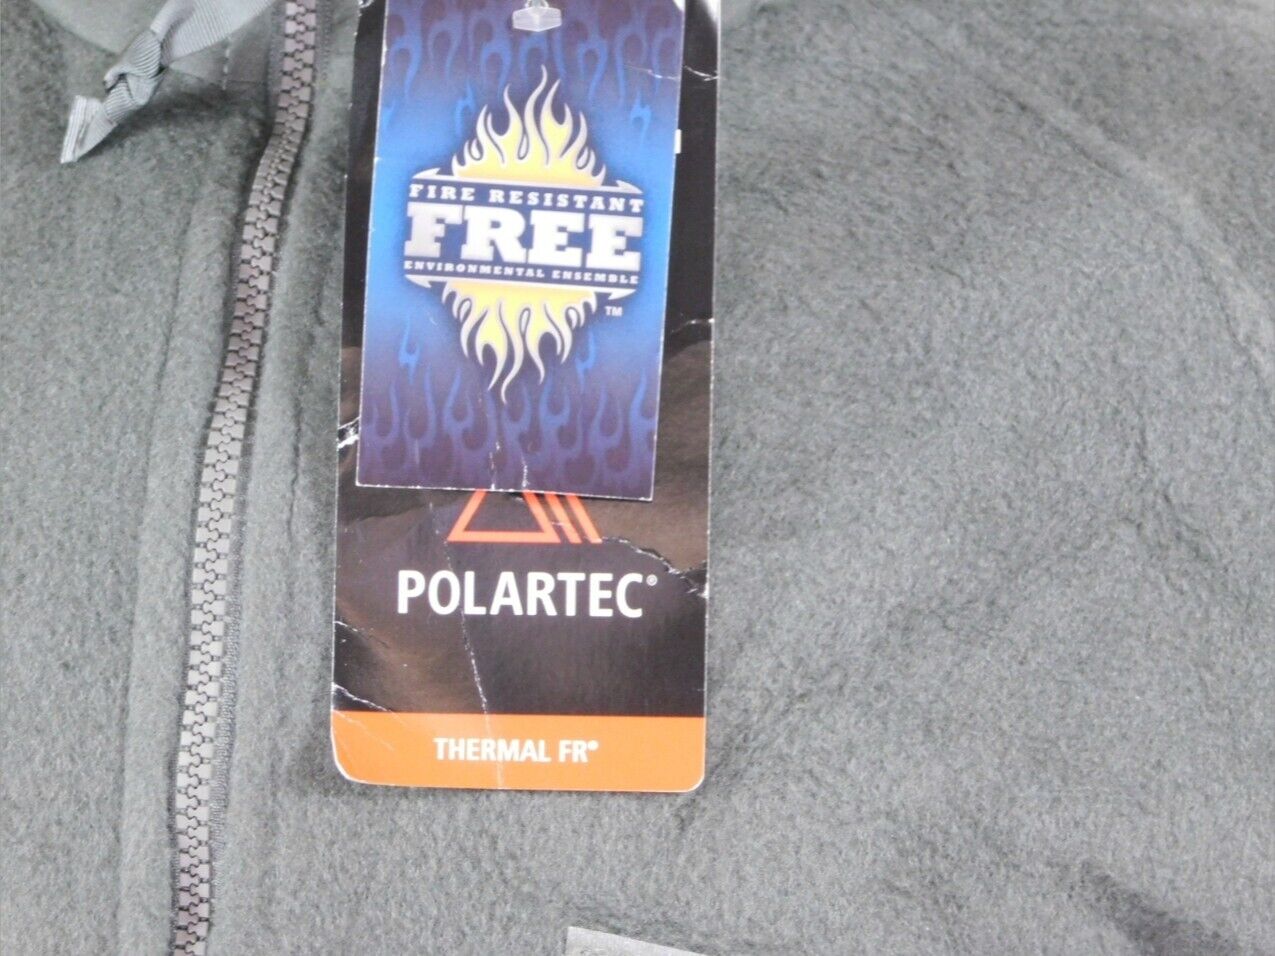 FIRE RESISTANT
FREE
ENVIRONMENTAL ENSEMBLE
TM
POLARTEC®
THERMAL FR®